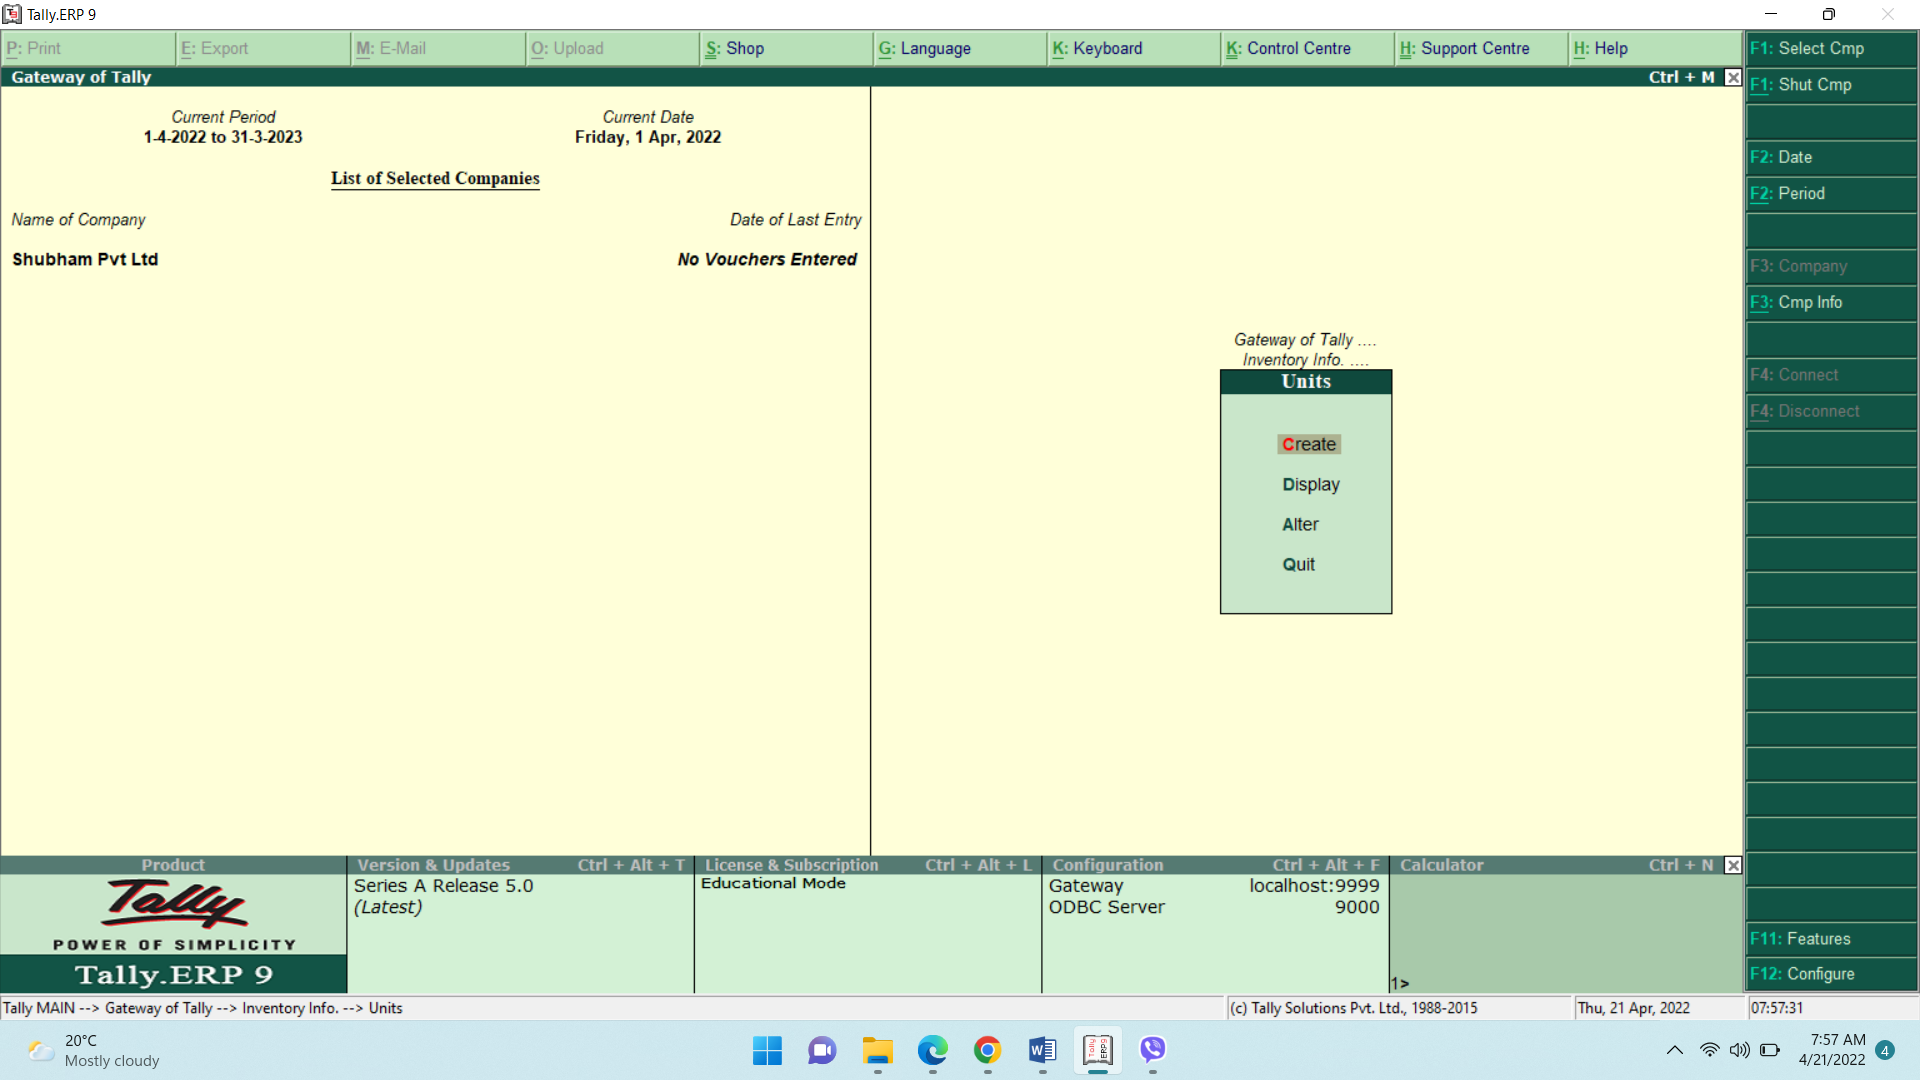 Tally.ERP 9
P: Print E: Export M: E-Mail O: Upload S: Shop G: Language K: Keyboard K: Control Centre H: Support Centre H: Help
Gateway of Tally Ctrl + M
Current Period Current Date
1-4-2022 to 31-3-2023 Friday, 1 Apr, 2022
List of Selected Companies
Name of Company Date of Last Entry
Shubham Pvt Ltd No Vouchers Entered
Gateway of Tally ....
Inventory Info. ....
Units
Create
Display
Alter
Quit
F1: Select Cmp
F1: Shut Cmp
F2: Date
F2: Period
F3: Company
F3: Cmp Info
F4: Connect
F4: Disconnect
F11: Features
F12: Configure
Product
Tally
POWER OF SIMPLICITY
Tally.ERP 9
Version & Updates Ctrl + Alt + T
Series A Release 5.0
(Latest)
License & Subscription Ctrl + Alt + L
Educational Mode
Configuration Ctrl + Alt + F
Gateway localhost:9999
ODBC Server 9000
Calculator Ctrl + N
1>
Tally MAIN --> Gateway of Tally --> Inventory Info. --> Units (c) Tally Solutions Pvt. Ltd., 1988-2015 Thu, 21 Apr, 2022 07:57:31
20°C
Mostly cloudy
7:57 AM
4/21/2022
4